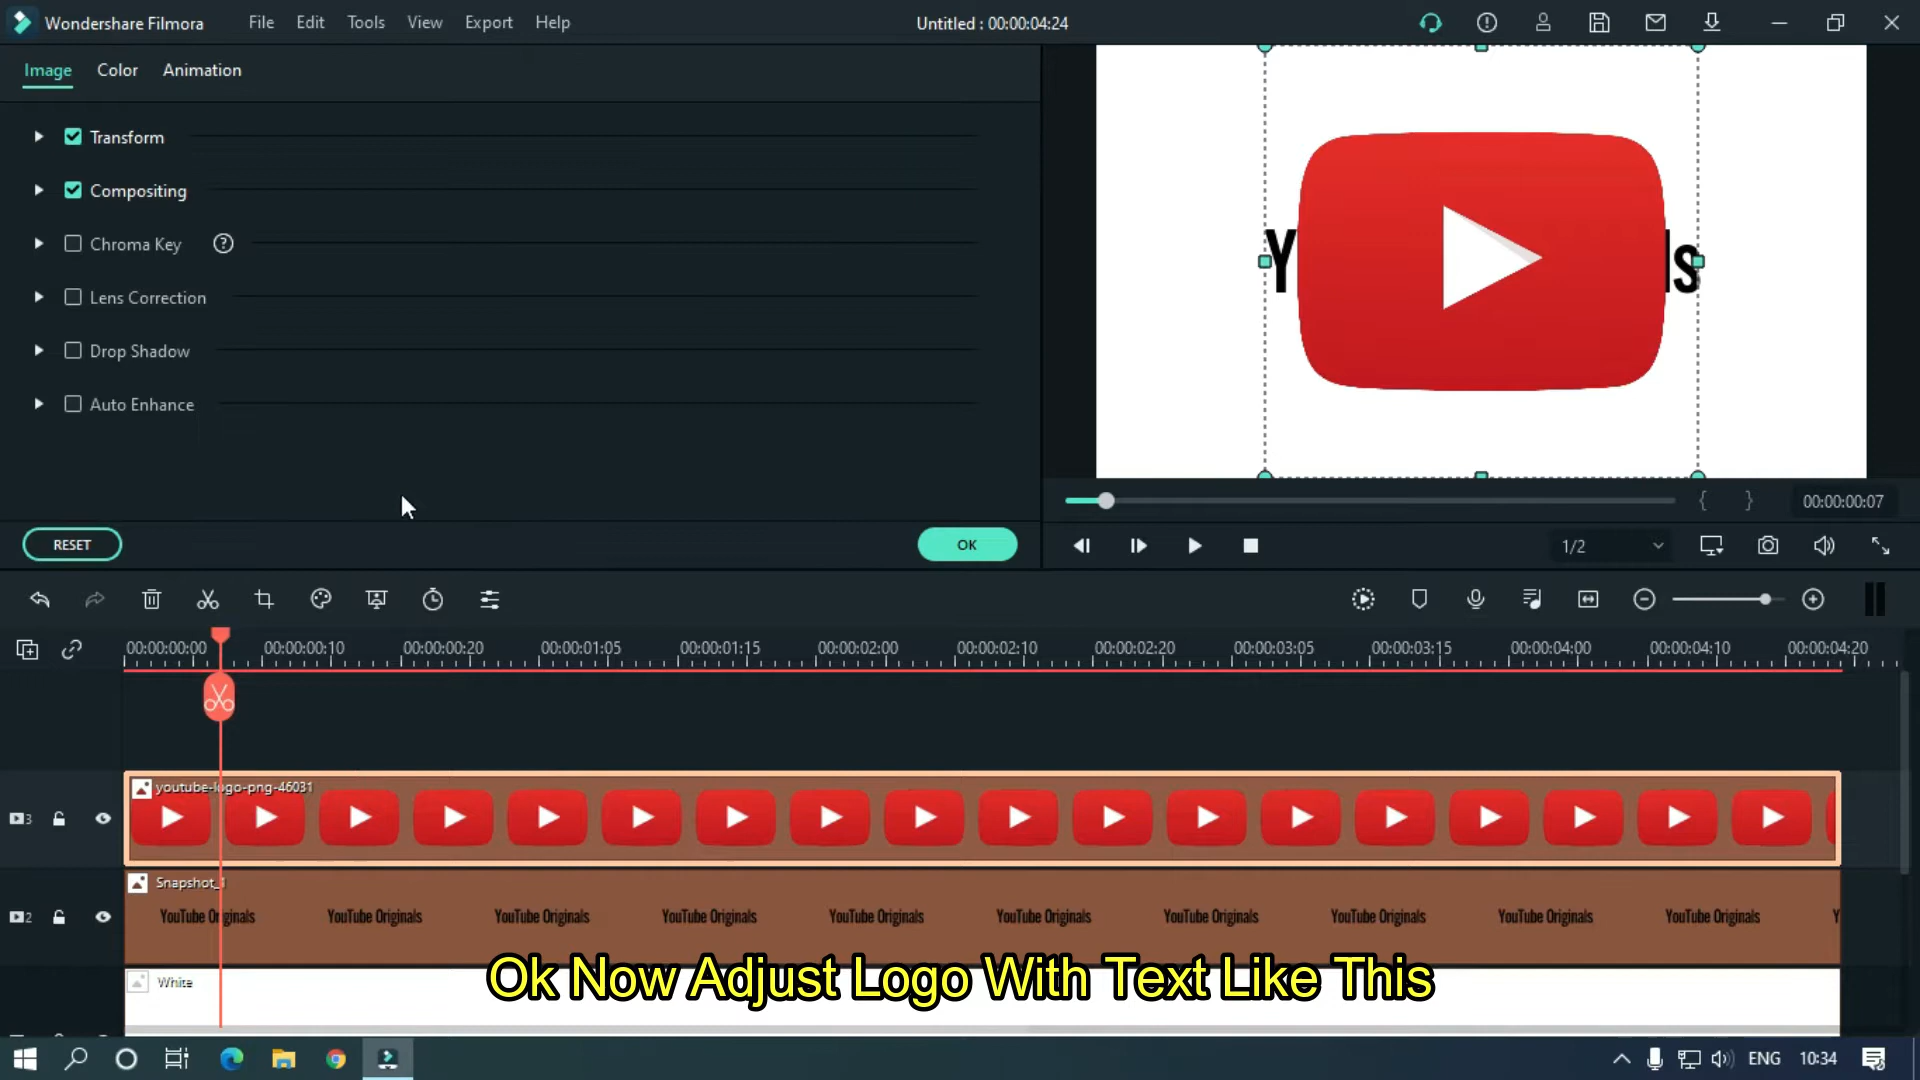 Wondershare Filmora File Edit Tools View Export Help Untitled : 00:00:04:24
Image Color Animation
Transform
Compositing
Chroma Key ?
Lens Correction
Drop Shadow
Auto Enhance
Y ls
{ } 00:00:00:07
RESET OK 1/2
00:00:00:00 00:00:00:10 00:00:00:20 00:00:01:05 00:00:01:15 00:00:02:00 00:00:02:10 00:00:02:20 00:00:03:05 00:00:03:15 00:00:04:00 00:00:04:10 00:00:04:20
youtube-logo-png-46031
3
Snapshot_1
2 YouTube Originals YouTube Originals YouTube Originals YouTube Originals YouTube Originals YouTube Originals YouTube Originals YouTube Originals YouTube Originals YouTube Originals Y
White
Ok Now Adjust Logo With Text Like This
ENG 10:34